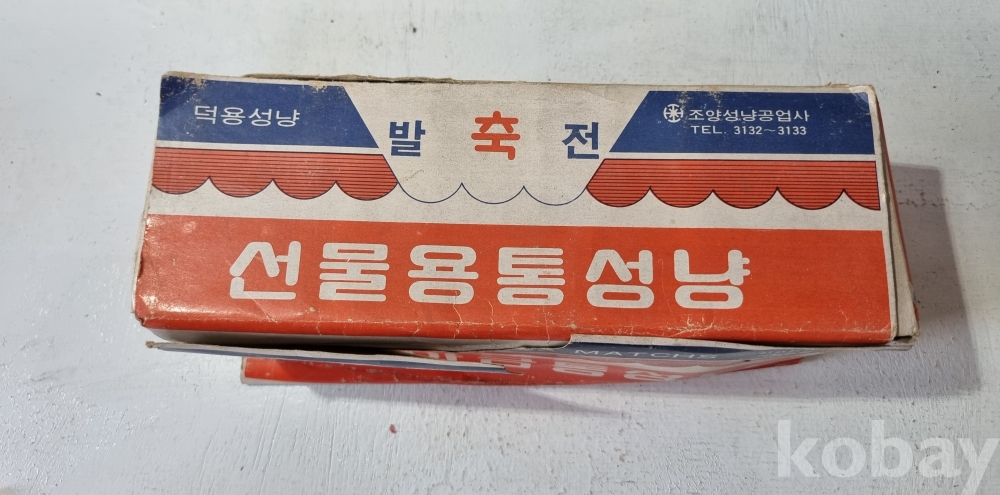 덕용성냥
발 축 전
조양성냥공업사
TEL. 3132~3133
선물용통성냥
kobay